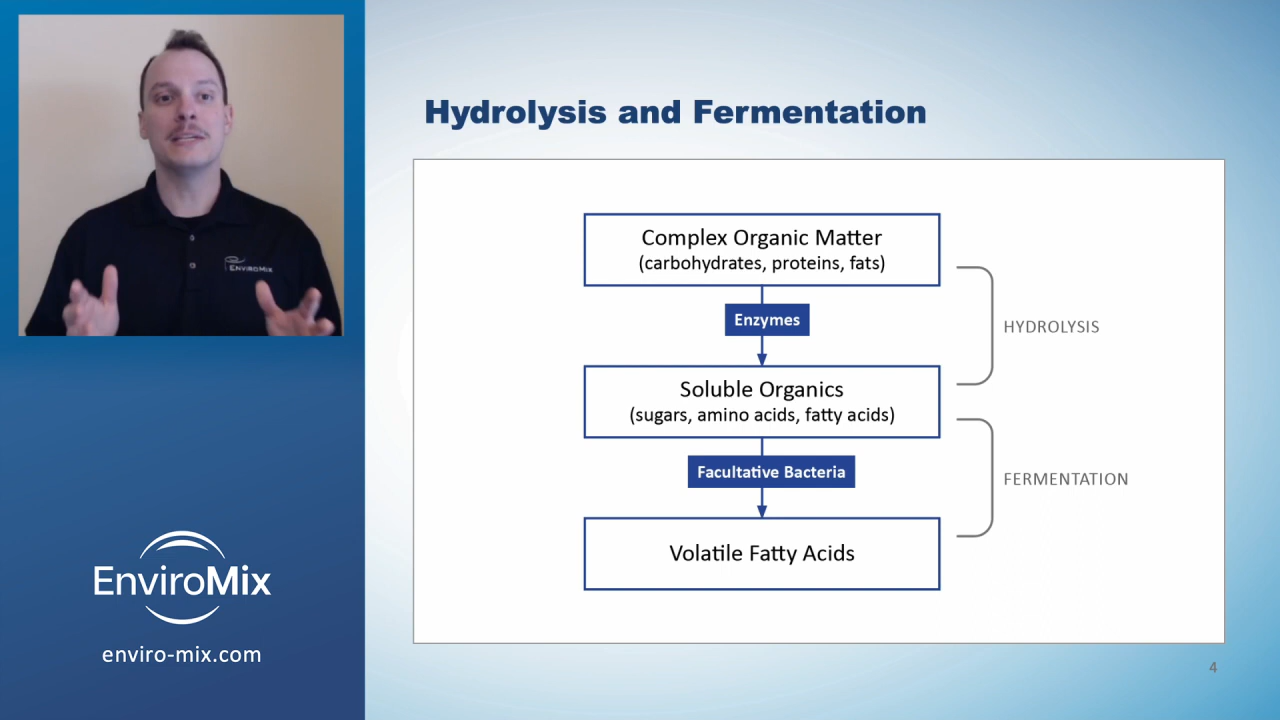 ENVIROMIX
EnviroMix
enviro-mix.com
Hydrolysis and Fermentation
Complex Organic Matter
(carbohydrates, proteins, fats)
Enzymes
HYDROLYSIS
Soluble Organics
(sugars, amino acids, fatty acids)
Facultative Bacteria
FERMENTATION
Volatile Fatty Acids
4